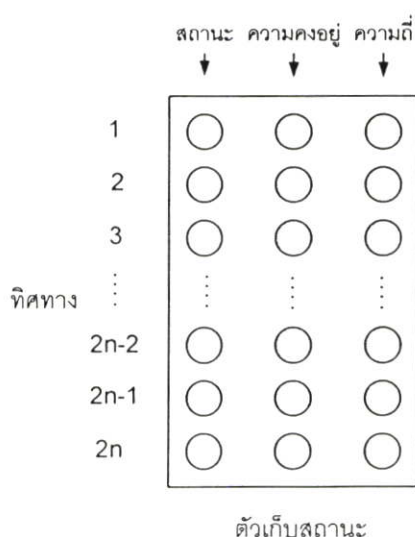 สถานะ ความคงอยู่ ความถี่
1
2
3
ทิศทาง
2n-2
2n-1
2n
ตัวเก็บสถานะ